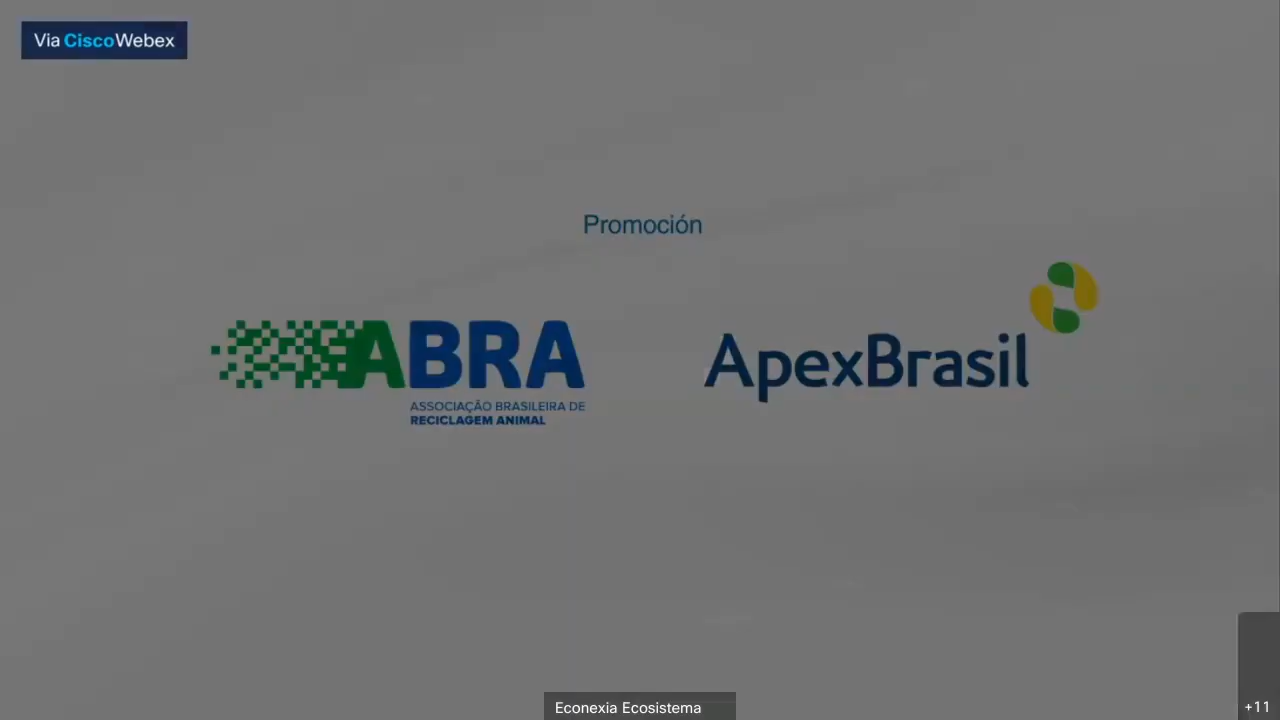 Via CiscoWebex
Promoción
ABRA
ASSOCIAÇÃO BRASILEIRA DE
RECICLAGEM ANIMAL
ApexBrasil
Econexia Ecosistema
+11